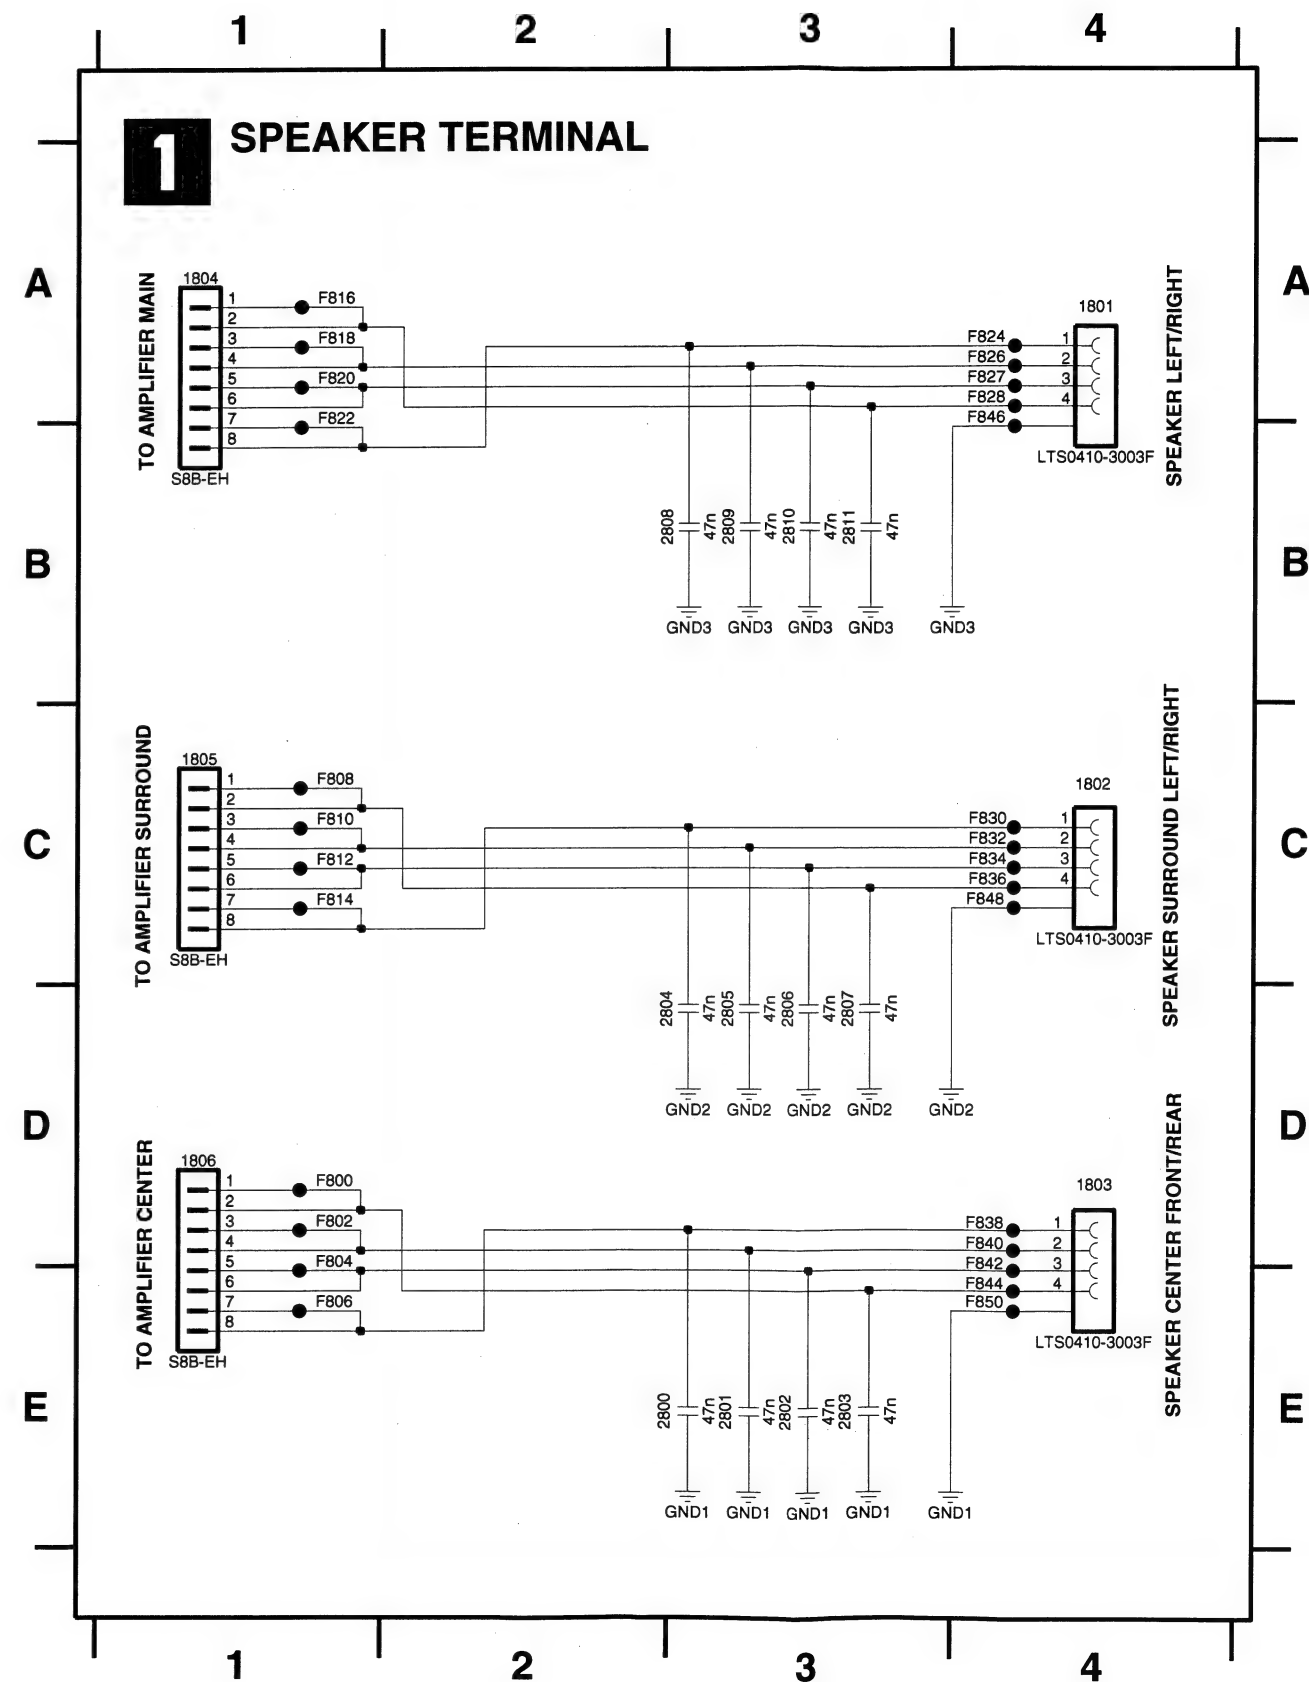 1 2 3 4
1 SPEAKER TERMINAL
A A
TO AMPLIFIER MAIN
1804
1 F816
2
3 F818
4
5 F820
6
7 F822
8
S8B-EH
1801
F824 1
F826 2
F827 3
F828 4
F846
LTS0410-3003F
SPEAKER LEFT/RIGHT
B B
2808 47n 2809 47n 2810 47n 2811 47n
GND3 GND3 GND3 GND3 GND3
TO AMPLIFIER SURROUND
1805
1 F808
2
3 F810
4
5 F812
6
7 F814
8
S8B-EH
C C
1802
F830 1
F832 2
F834 3
F836 4
F848
LTS0410-3003F
SPEAKER SURROUND LEFT/RIGHT
2804 47n 2805 47n 2806 47n 2807 47n
GND2 GND2 GND2 GND2 GND2
D D
TO AMPLIFIER CENTER
1806
1 F800
2
3 F802
4
5 F804
6
7 F806
8
S8B-EH
1803
F838 1
F840 2
F842 3
F844 4
F850
LTS0410-3003F
SPEAKER CENTER FRONT/REAR
E E
2800 47n 2801 47n 2802 47n 2803 47n
GND1 GND1 GND1 GND1 GND1
1 2 3 4